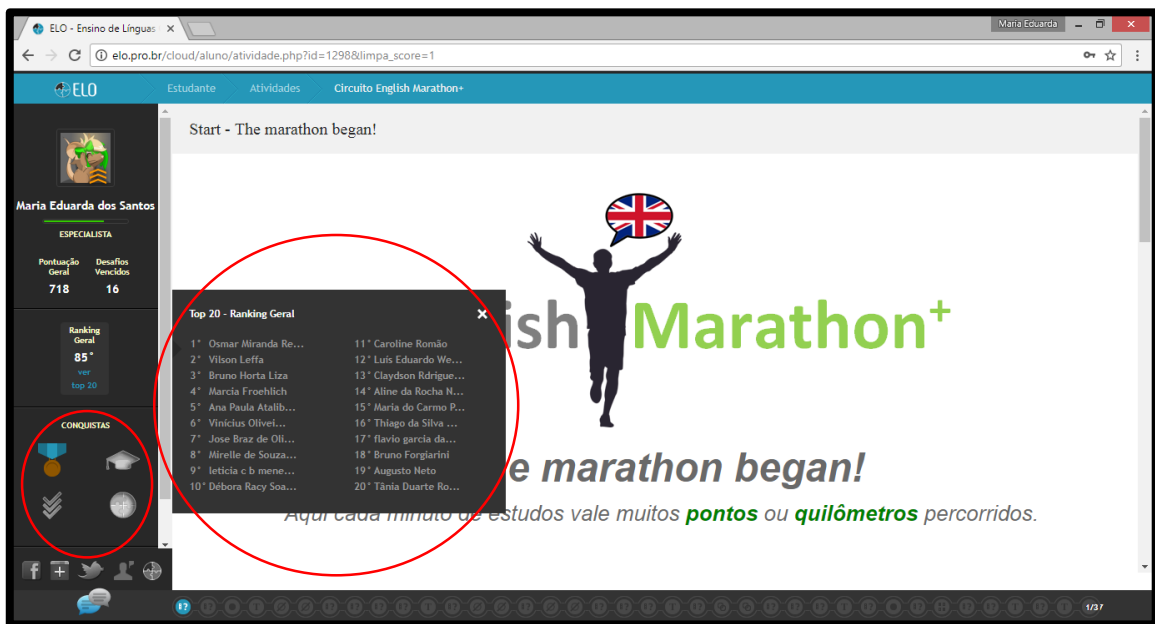 ELO - Ensino de Línguas
Maria Eduarda
elo.pro.br/cloud/aluno/atividade.php?id=1298&limpa_score=1
ELO
Estudante
Atividades
Circuito English Marathon+
Start - The marathon began!
Maria Eduarda dos Santos
ESPECIALISTA
Pontuação Geral
Desafios Vencidos
718
16
Ranking
Geral
85°
ver
top 20
CONQUISTAS
Top 20 - Ranking Geral
1° Osmar Miranda Re...
2° Vilson Leffa
3° Bruno Horta Liza
4° Marcia Froehlich
5° Ana Paula Atalib...
6° Vinícius Olivei...
7° Jose Braz de Oli...
8° Mirelle de Souza...
9° leticia c b mene...
10° Débora Racy Soa...
11° Caroline Romão
12° Luís Eduardo We...
13° Claydson Rdrigue...
14° Aline da Rocha N...
15° Maria do Carmo P...
16° Thiago da Silva ...
17° flavio garcia da...
18° Bruno Forgiarini
19° Augusto Neto
20° Tânia Duarte Ro...
ish Marathon+
e marathon began!
Aqui cada minuto de estudos vale muitos pontos ou quilômetros percorridos.
1/37